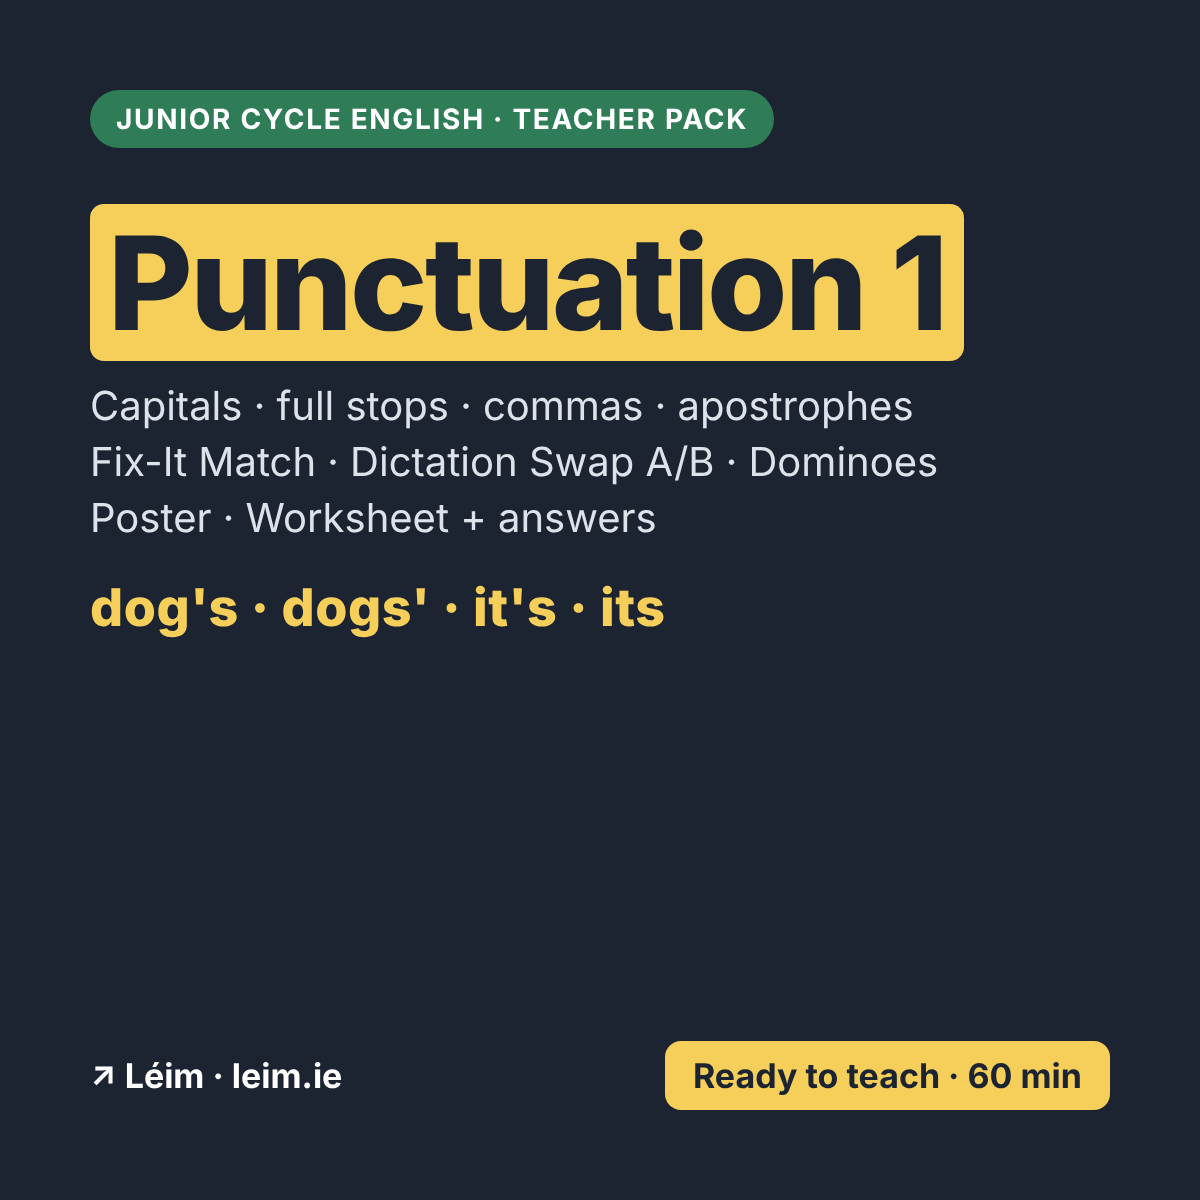 JUNIOR CYCLE ENGLISH · TEACHER PACK
Punctuation 1
Capitals · full stops · commas · apostrophes
Fix-It Match · Dictation Swap A/B · Dominoes
Poster · Worksheet + answers
dog's · dogs' · it's · its
↗ Léim · leim.ie
Ready to teach · 60 min